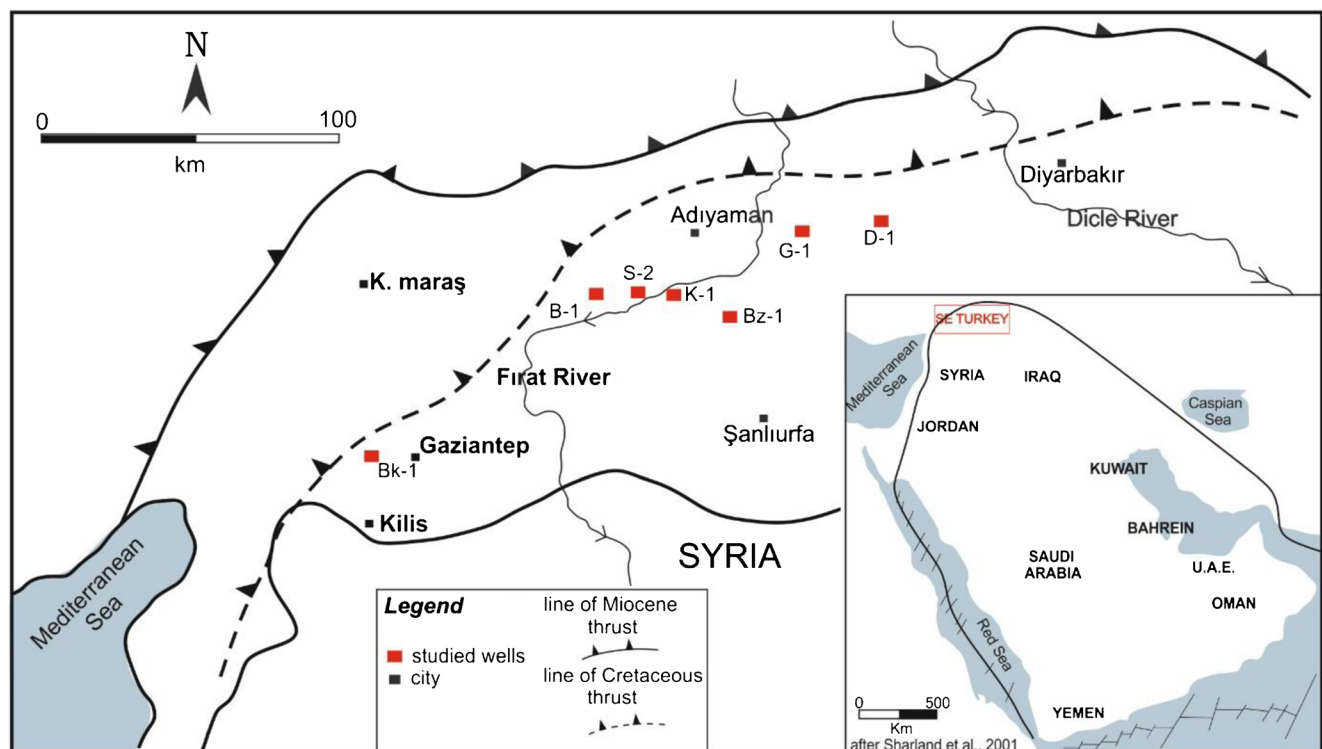 N
0 100
km
Diyarbakır
Adıyaman
Dicle River
G-1
D-1
K. maraş
S-2
B-1
K-1
Bz-1
Fırat River
Şanlıurfa
Gaziantep
Bk-1
Kilis
SYRIA
Mediterranean
Sea
Legend
studied wells
city
line of Miocene
thrust
line of Cretaceous
thrust
SE TURKEY
Mediterranean
Sea
SYRIA
IRAQ
Caspian
Sea
JORDAN
KUWAIT
BAHREIN
SAUDI
ARABIA
U.A.E.
OMAN
Red Sea
YEMEN
0 500
Km
after Sharland et al., 2001